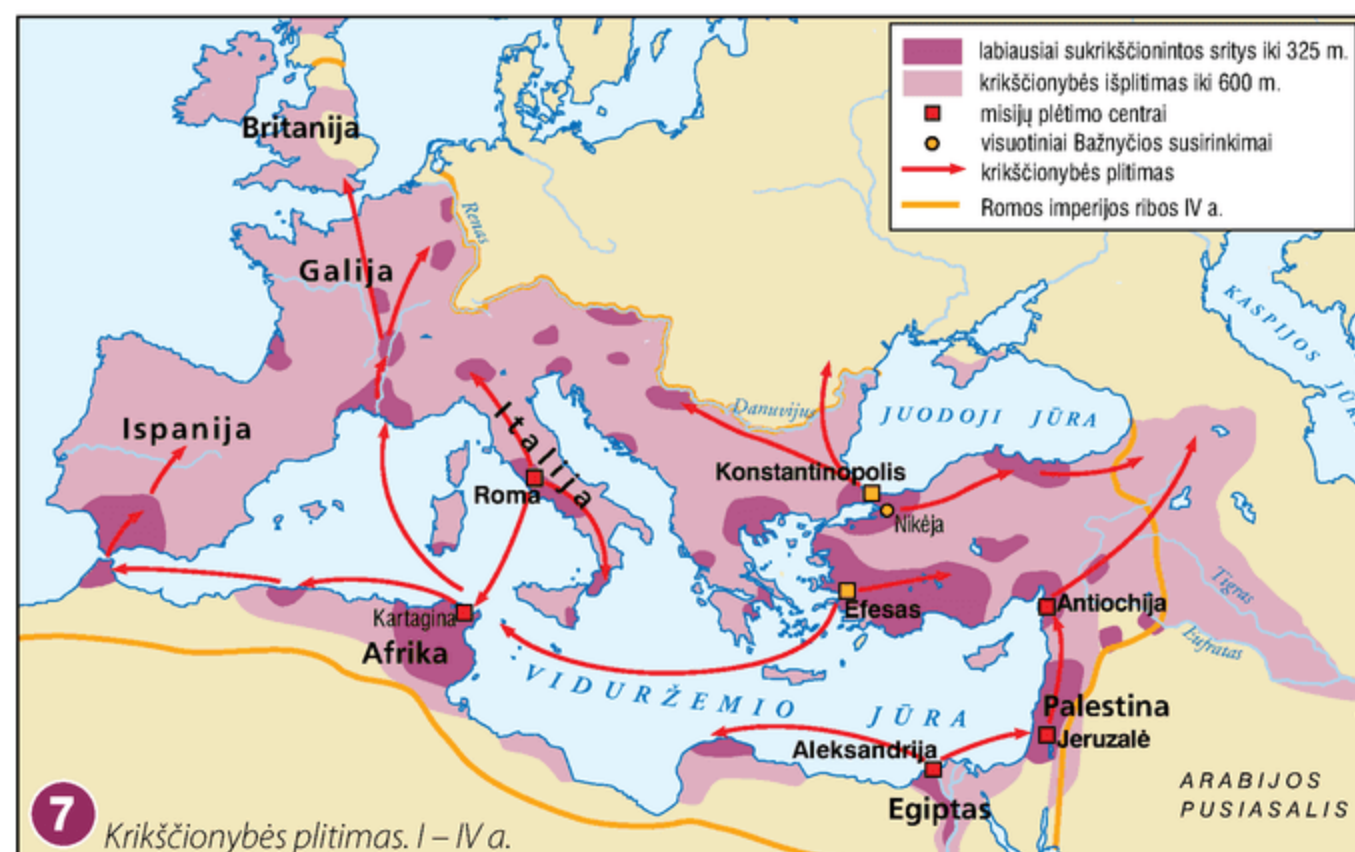 labiausiai sukrikščionintos sritys iki 325 m.
krikščionybės išplitimas iki 600 m.
misijų plėtimo centrai
visuotiniai Bažnyčios susirinkimai
krikščionybės plitimas
Romos imperijos ribos IV a.
Britanija
Renas
Galija
KASPIJOS JŪR
Ispanija
Italija
Danuvijus
JUODOJI JŪRA
Konstantinopolis
Roma
Nikėja
Kartagina
Efesas
Antiochija
Tigras
Eufratas
Afrika
VIDURŽEMIO JŪRA
Palestina
Jeruzalė
Aleksandrija
Egiptas
ARABIJOS
PUSIASALIS
7
Krikščionybės plitimas. I – IV a.